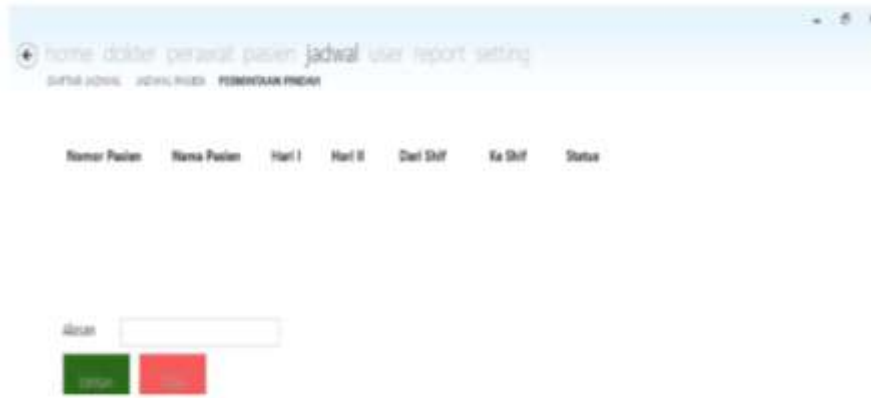 home dokter perawat pasien jadwal user report setting
DAFTAR JADWAL JADWAL PASIEN PERMINTAAN PINDAH
Nomor Pasien Nama Pasien Hari I Hari II Dari Shif Ke Shif Status
Alasan